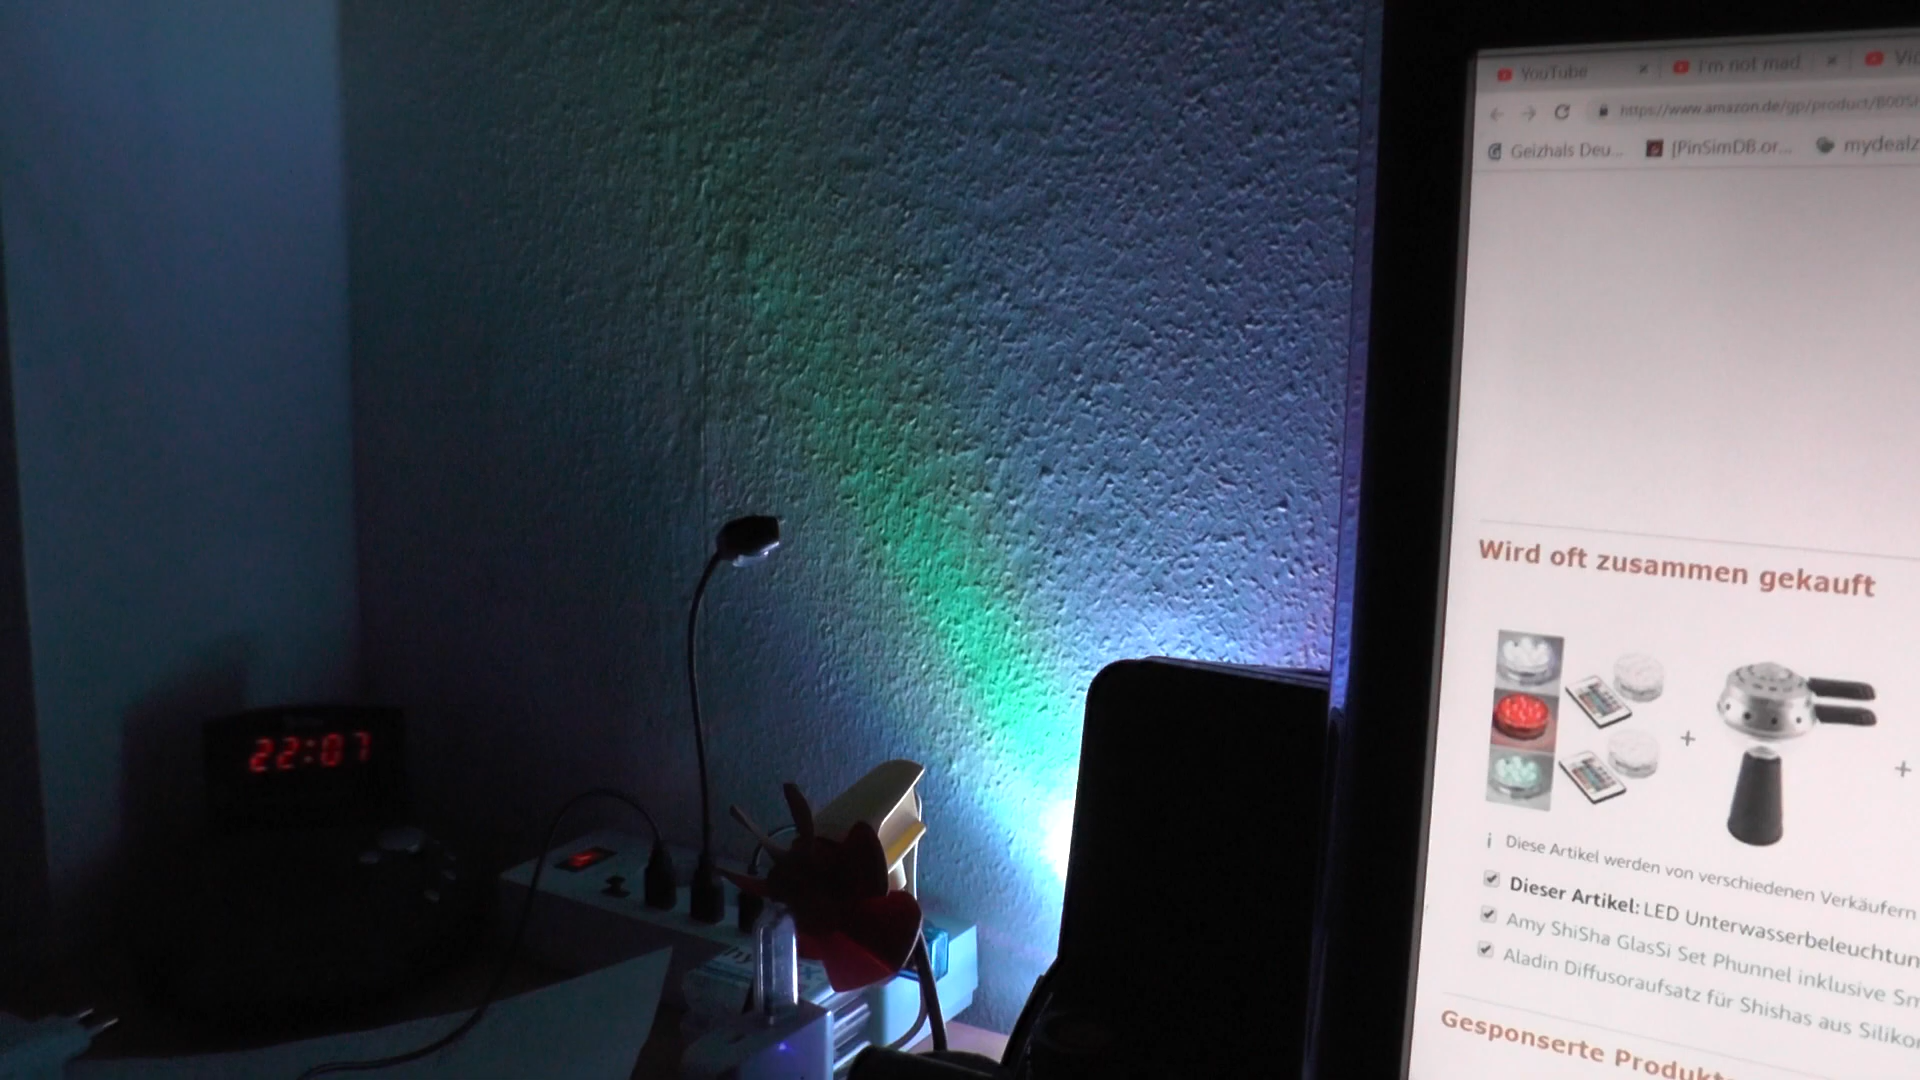 YouTube
I'm not mad
https://www.amazon.de/gp/product/B00SH
Geizhals Deu...
[PinSimDB.or...
mydealz
Wird oft zusammen gekauft
22:07
+
+
i Diese Artikel werden von verschiedenen Verkäufern
Dieser Artikel: LED Unterwasserbeleuchtun
Amy ShiSha GlasSi Set Phunnel inklusive Sm
Aladin Diffusoraufsatz für Shishas aus Siliko
Gesponserte Produkt